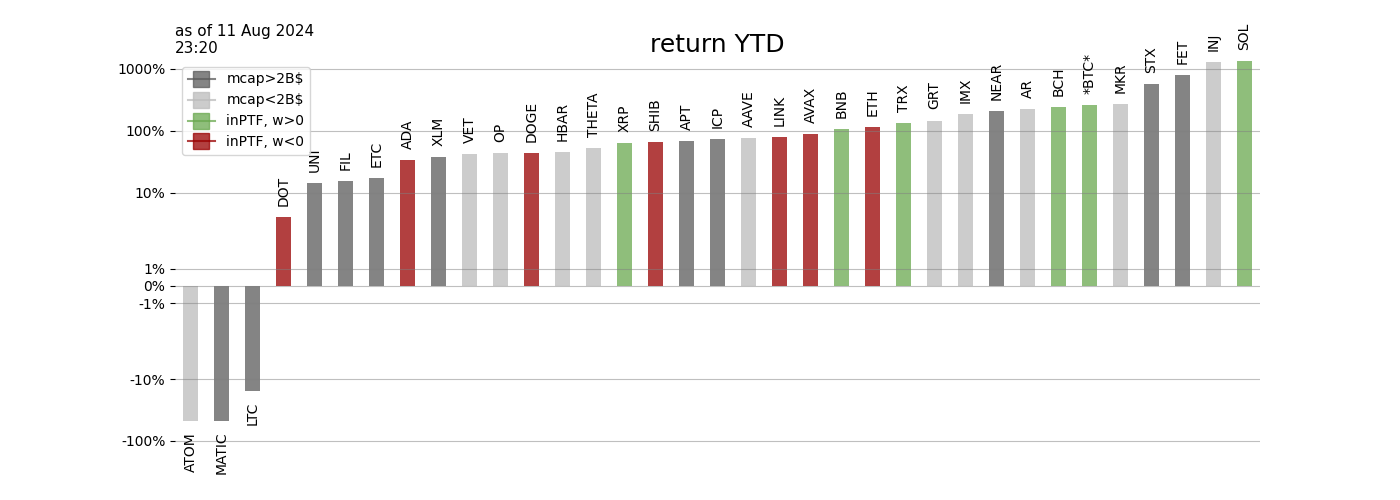 as of 11 Aug 2024
23:20
return YTD
mcap>2B$
mcap<2B$
inPTF, w>0
inPTF, w<0
1000%
100%
10%
1%
0%
-1%
-10%
-100%
ATOM
MATIC
LTC
DOT
UNI
FIL
ETC
ADA
XLM
VET
OP
DOGE
HBAR
THETA
XRP
SHIB
APT
ICP
AAVE
LINK
AVAX
BNB
ETH
TRX
GRT
IMX
NEAR
AR
BCH
*BTC*
MKR
STX
FET
INJ
SOL